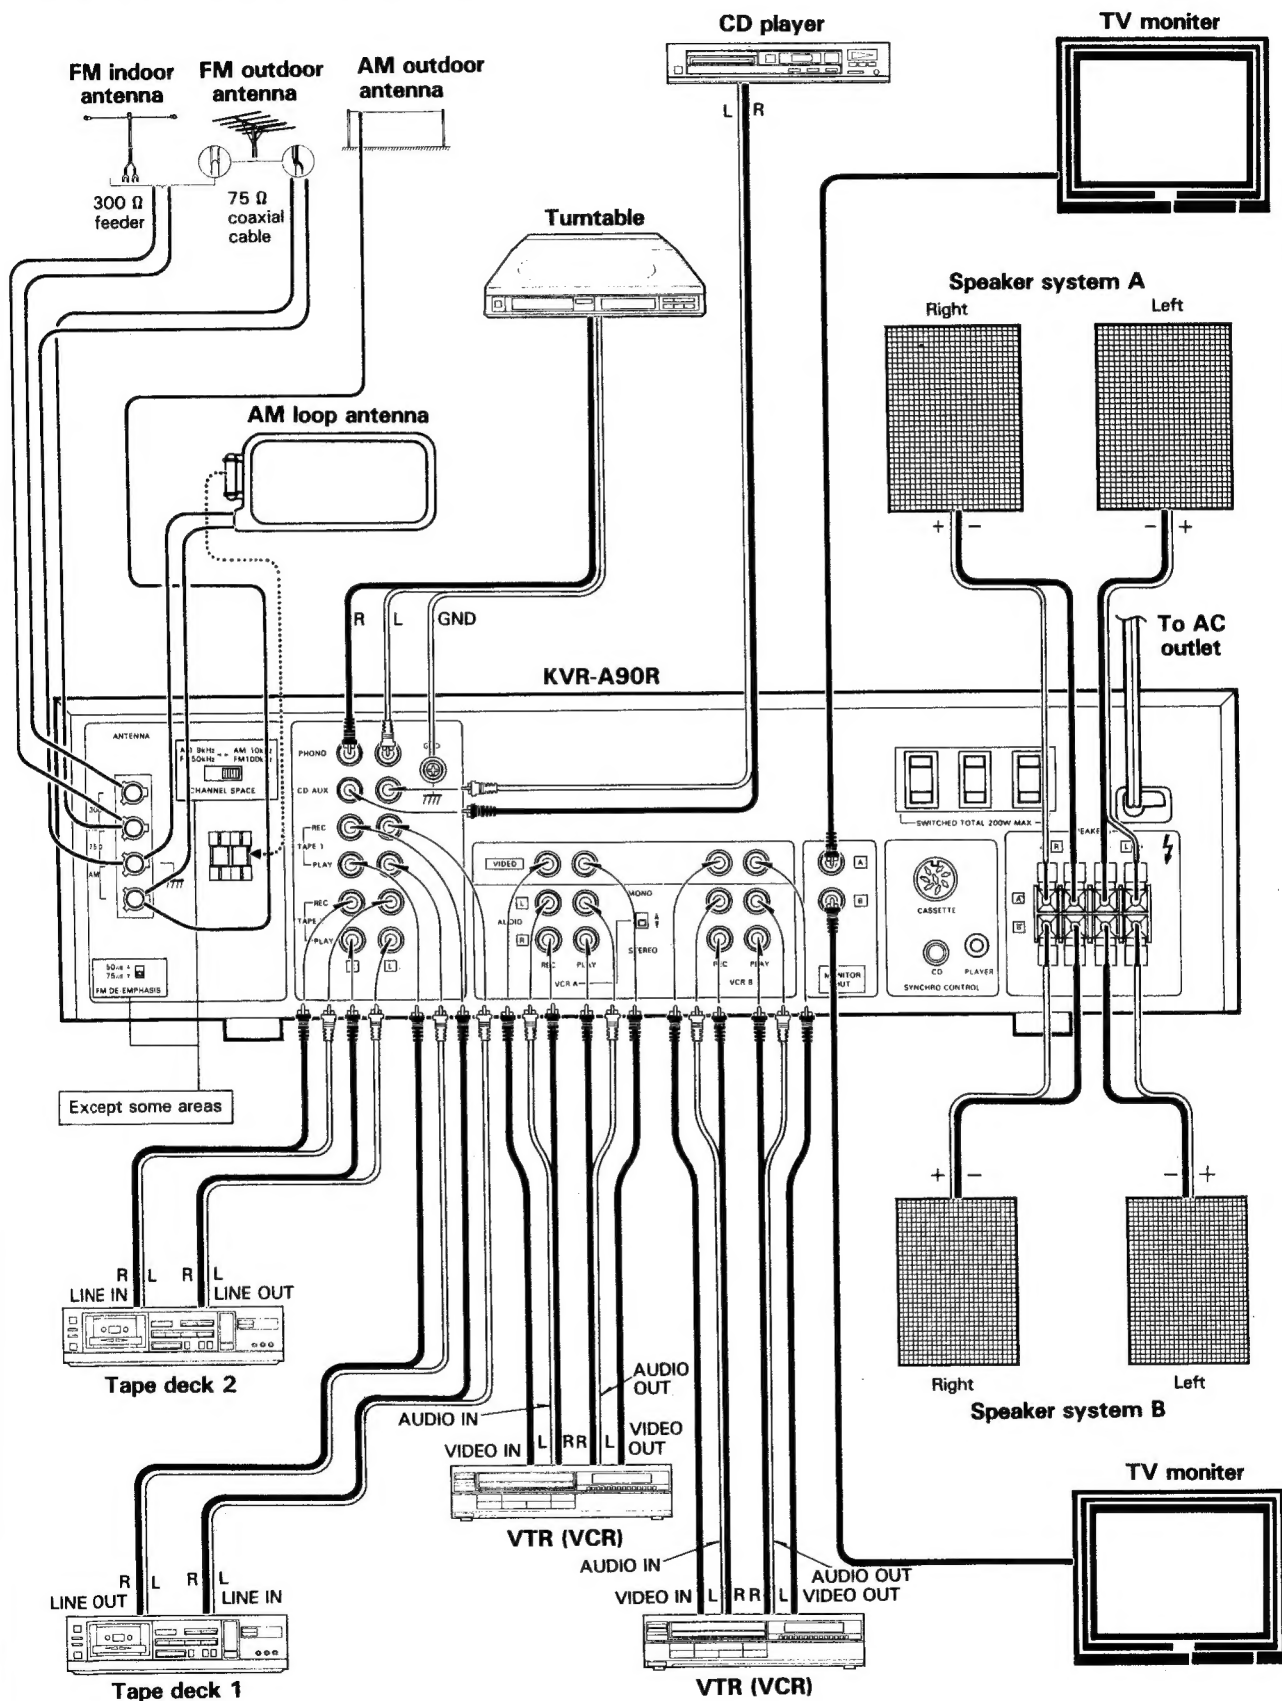 CD player
TV moniter
FM indoor
antenna
FM outdoor
antenna
AM outdoor
antenna
L R
300 Ω
feeder
75 Ω
coaxial
cable
Turntable
Speaker system A
Right
Left
AM loop antenna
+ -
- +
R L GND
To AC
outlet
KVR-A90R
ANTENNA
CHANNEL SPACE
PHONO
CD AUX
REC
TAPE 1
PLAY
REC
PLAY
L
AM
FM DE-EMPHASIS
VIDEO
L
AUDIO
R
MONO
STEREO
REC PLAY
VCR A
REC PLAY
VCR B
A
B
MONITOR
OUT
SWITCHED TOTAL 200W MAX
R L
A
B
CASSETTE
CD PLAYER
SYNCHRO CONTROL
Except some areas
+ -
- +
R L R L
LINE IN LINE OUT
Tape deck 2
Right
Left
Speaker system B
AUDIO
OUT
AUDIO IN
VIDEO IN L R R L VIDEO
OUT
VTR (VCR)
TV moniter
AUDIO IN
AUDIO OUT
VIDEO IN L R R L VIDEO OUT
VTR (VCR)
R L R L
LINE OUT LINE IN
Tape deck 1